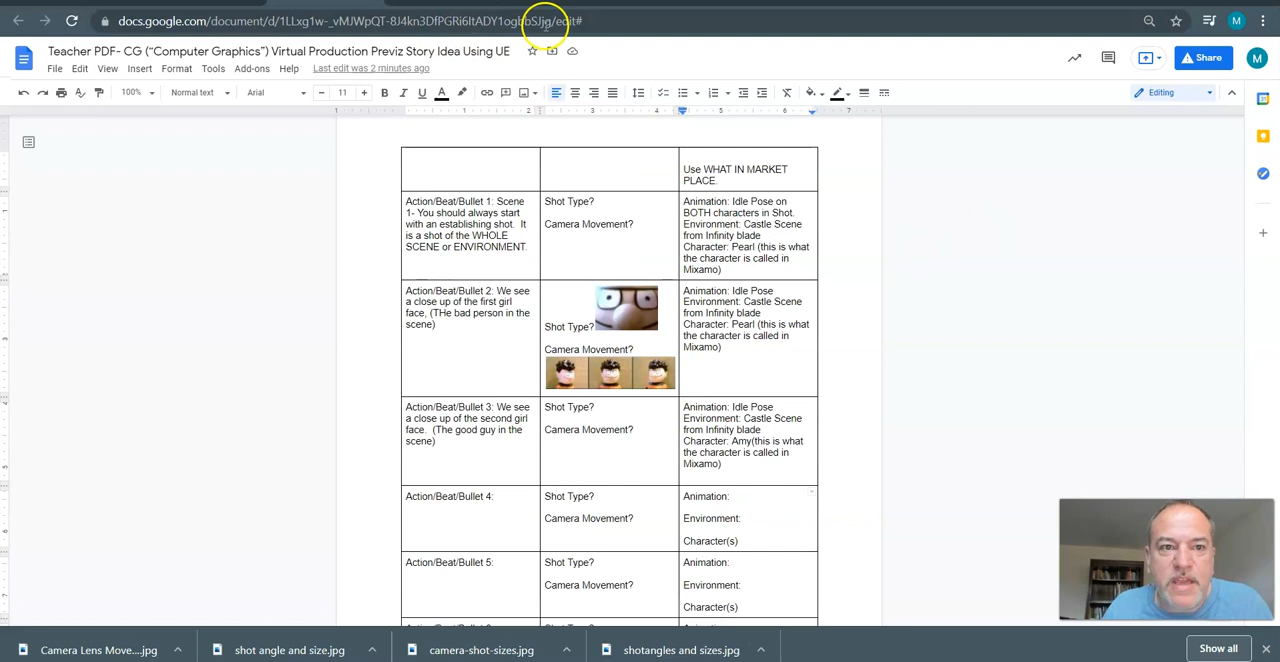 docs.google.com/document/d/1LLxg1w-_vMJWpQT-8J4kn3DfPGRi6ItADY1ogbbSJjg/edit#
M
Teacher PDF- CG (“Computer Graphics”) Virtual Production Previz Story Idea Using UE
Share
M
File Edit View Insert Format Tools Add-ons Help Last edit was 2 minutes ago
100% Normal text Arial 11 B I U A Editing
1 1 2 3 4 5 6 7
Use WHAT IN MARKET
PLACE.
Action/Beat/Bullet 1: Scene
1- You should always start
with an establishing shot. It
is a shot of the WHOLE
SCENE or ENVIRONMENT.
Shot Type?
Camera Movement?
Animation: Idle Pose on
BOTH characters in Shot.
Environment: Castle Scene
from Infinity blade
Character: Pearl (this is what
the character is called in
Mixamo)
Action/Beat/Bullet 2: We see
a close up of the first girl
face, (THe bad person in the
scene)
Shot Type?
Camera Movement?
Animation: Idle Pose
Environment: Castle Scene
from Infinity blade
Character: Pearl (this is what
the character is called in
Mixamo)
Action/Beat/Bullet 3: We see
a close up of the second girl
face. (The good guy in the
scene)
Shot Type?
Camera Movement?
Animation: Idle Pose
Environment: Castle Scene
from Infinity blade
Character: Amy(this is what
the character is called in
Mixamo)
Action/Beat/Bullet 4:
Shot Type?
Camera Movement?
Animation:
Environment:
Character(s)
Action/Beat/Bullet 5:
Shot Type?
Camera Movement?
Animation:
Environment:
Character(s)
Camera Lens Move....jpg
shot angle and size.jpg
camera-shot-sizes.jpg
shotangles and sizes.jpg
Show all